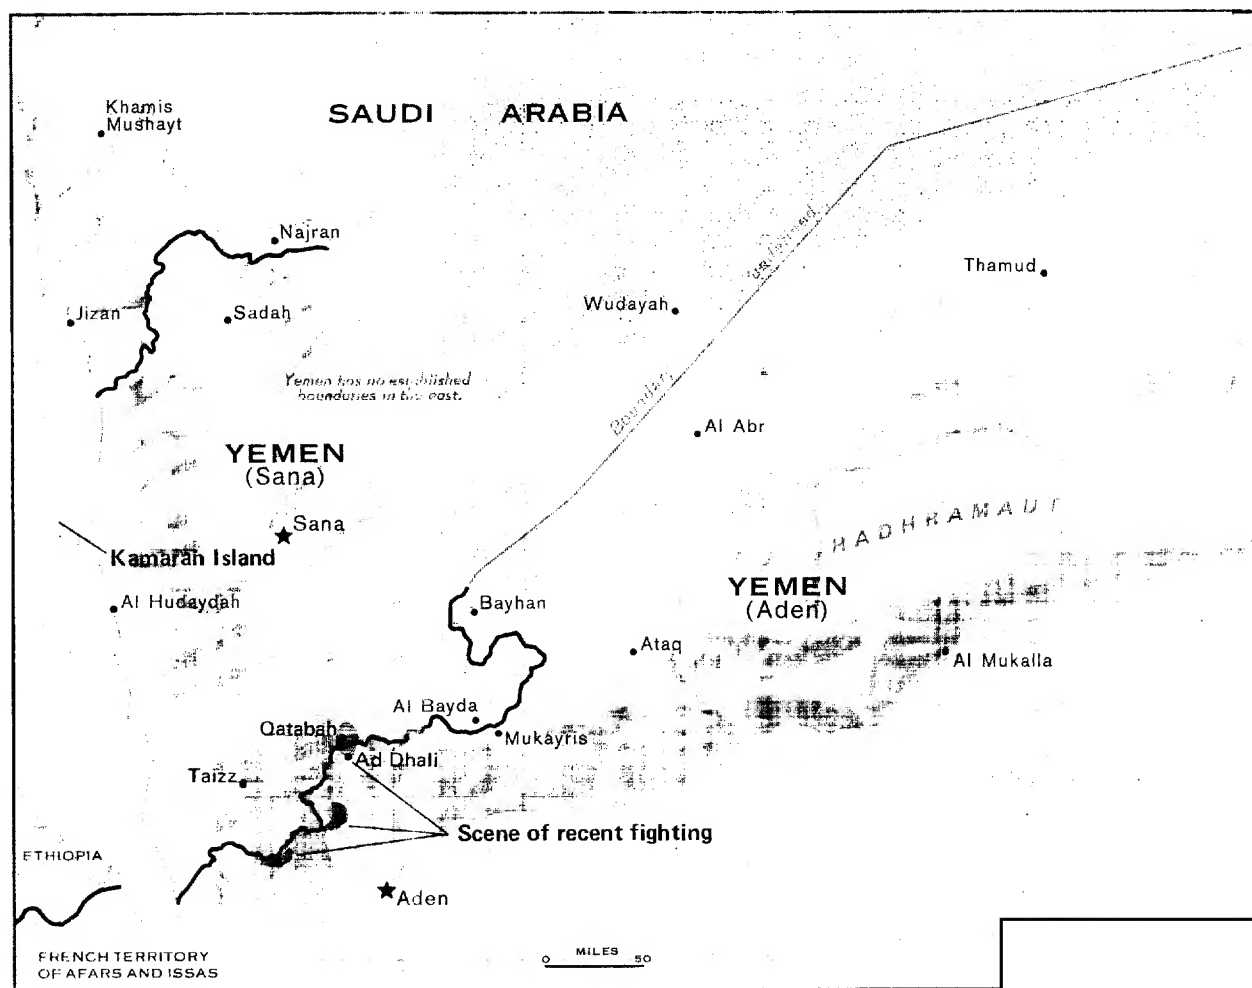 Khamis
Mushayt
SAUDI ARABIA
Najran
Jizan
Sadah
Wudayah
Thamud
Boundary undefined
Yemen has no established
boundaries in the east.
Al Abr
YEMEN
(Sana)
Sana
HADHRAMAUT
Kamaran Island
Al Hudaydah
Bayhan
YEMEN
(Aden)
Ataq
Al Mukalla
Al Bayda
Qatabah
Mukayris
Ad Dhali
Taizz
Scene of recent fighting
ETHIOPIA
Aden
FRENCH TERRITORY
OF AFARS AND ISSAS
MILES
0 50